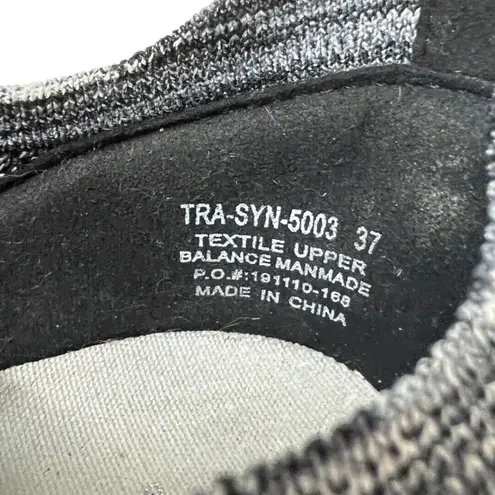 TRA-SYN-5003 37
TEXTILE UPPER
BALANCE MANMADE
P.O.#:191110-168
MADE IN CHINA